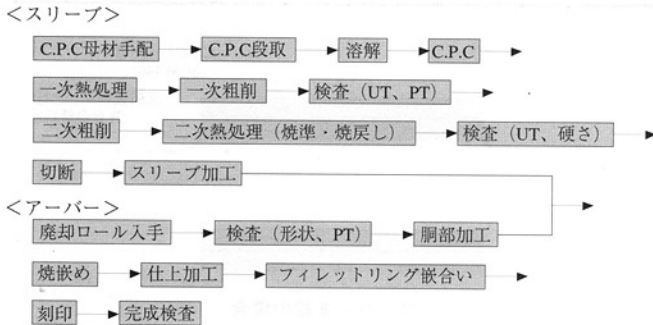 <スリーブ>
C.P.C母材手配 C.P.C段取 溶解 C.P.C
一次熱処理 一次粗削 検査（UT、PT）
二次粗削 二次熱処理（焼準・焼戻し） 検査（UT、硬さ）
切断 スリーブ加工
<アーバー>
廃却ロール入手 検査（形状、PT） 胴部加工
焼嵌め 仕上加工 フィレットリング嵌合い
刻印 完成検査